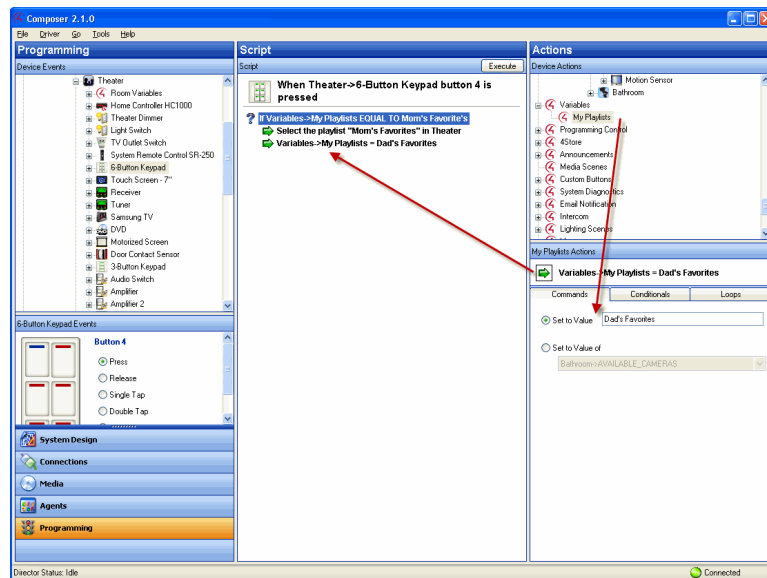 Composer 2.1.0
File Driver Go Tools Help
Programming
Device Events
Theater
Room Variables
Home Controller HC1000
Theater Dimmer
Light Switch
TV Outlet Switch
System Remote Control SR-250
6-Button Keypad
Touch Screen - 7"
Receiver
Tuner
Samsung TV
DVD
Motorized Screen
Door Contact Sensor
3-Button Keypad
Audio Switch
Amplifier
Amplifier 2
6-Button Keypad Events
Button 4
Press
Release
Single Tap
Double Tap
System Design
Connections
Media
Agents
Programming
Director Status: Idle
Script
Script
Execute
When Theater->6-Button Keypad button 4 is
pressed
If Variables->My Playlists EQUAL TO Mom's Favorite's
Select the playlist "Mom's Favorites" in Theater
Variables->My Playlists = Dad's Favorites
Actions
Device Actions
Motion Sensor
Bathroom
Variables
My Playlists
Programming Control
4Store
Announcements
Media Scenes
Custom Buttons
System Diagnostics
Email Notification
Intercom
Lighting Scenes
My Playlists Actions
Variables->My Playlists = Dad's Favorites
Commands Conditionals Loops
Set to Value Dad's Favorites
Set to Value of
Bathroom->AVAILABLE_CAMERAS
Connected